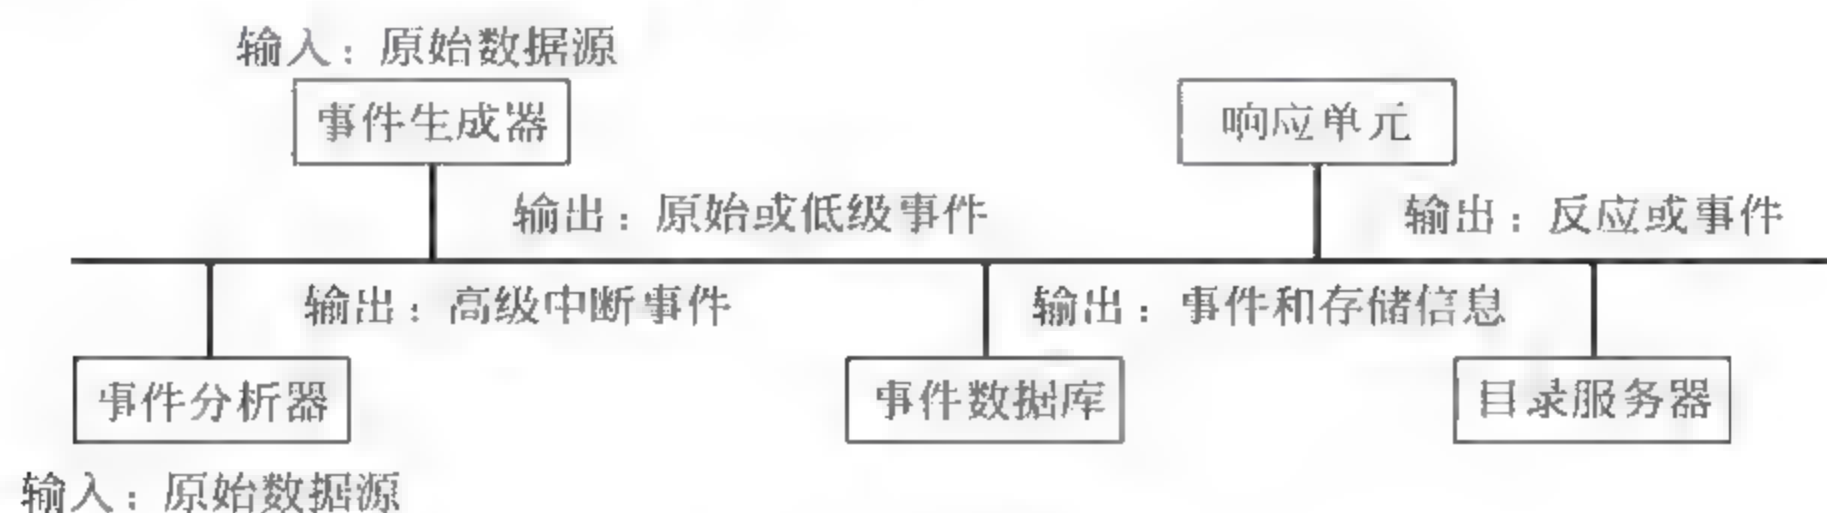 输入：原始数据源
事件生成器
响应单元
输出：原始或低级事件
输出：反应或事件
输出：高级中断事件
输出：事件和存储信息
事件分析器
事件数据库
目录服务器
输入：原始数据源